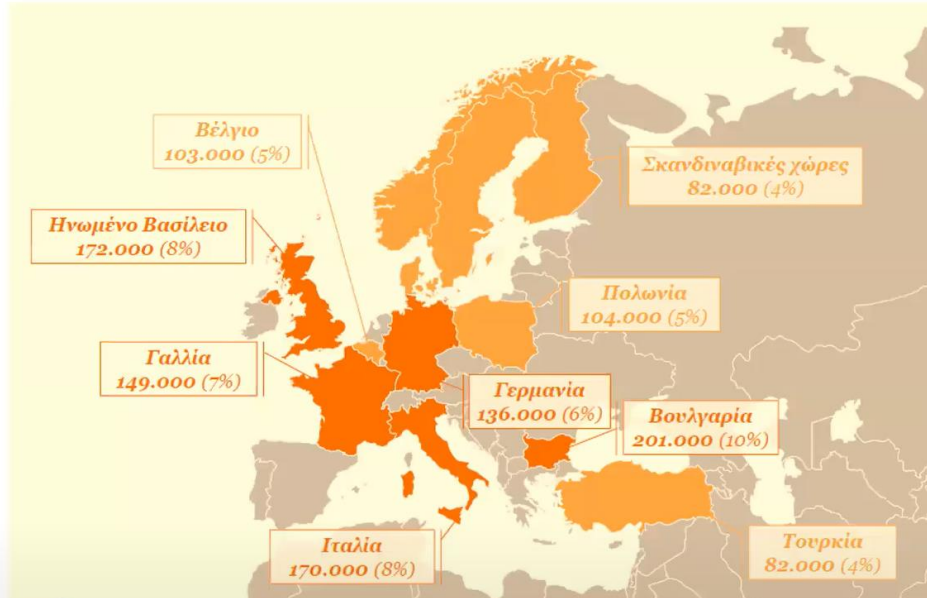 Βέλγιο
103.000 (5%)
Σκανδιναβικές χώρες
82.000 (4%)
Ηνωμένο Βασίλειο
172.000 (8%)
Πολωνία
104.000 (5%)
Γαλλία
149.000 (7%)
Γερμανία
136.000 (6%)
Βουλγαρία
201.000 (10%)
Ιταλία
170.000 (8%)
Τουρκία
82.000 (4%)